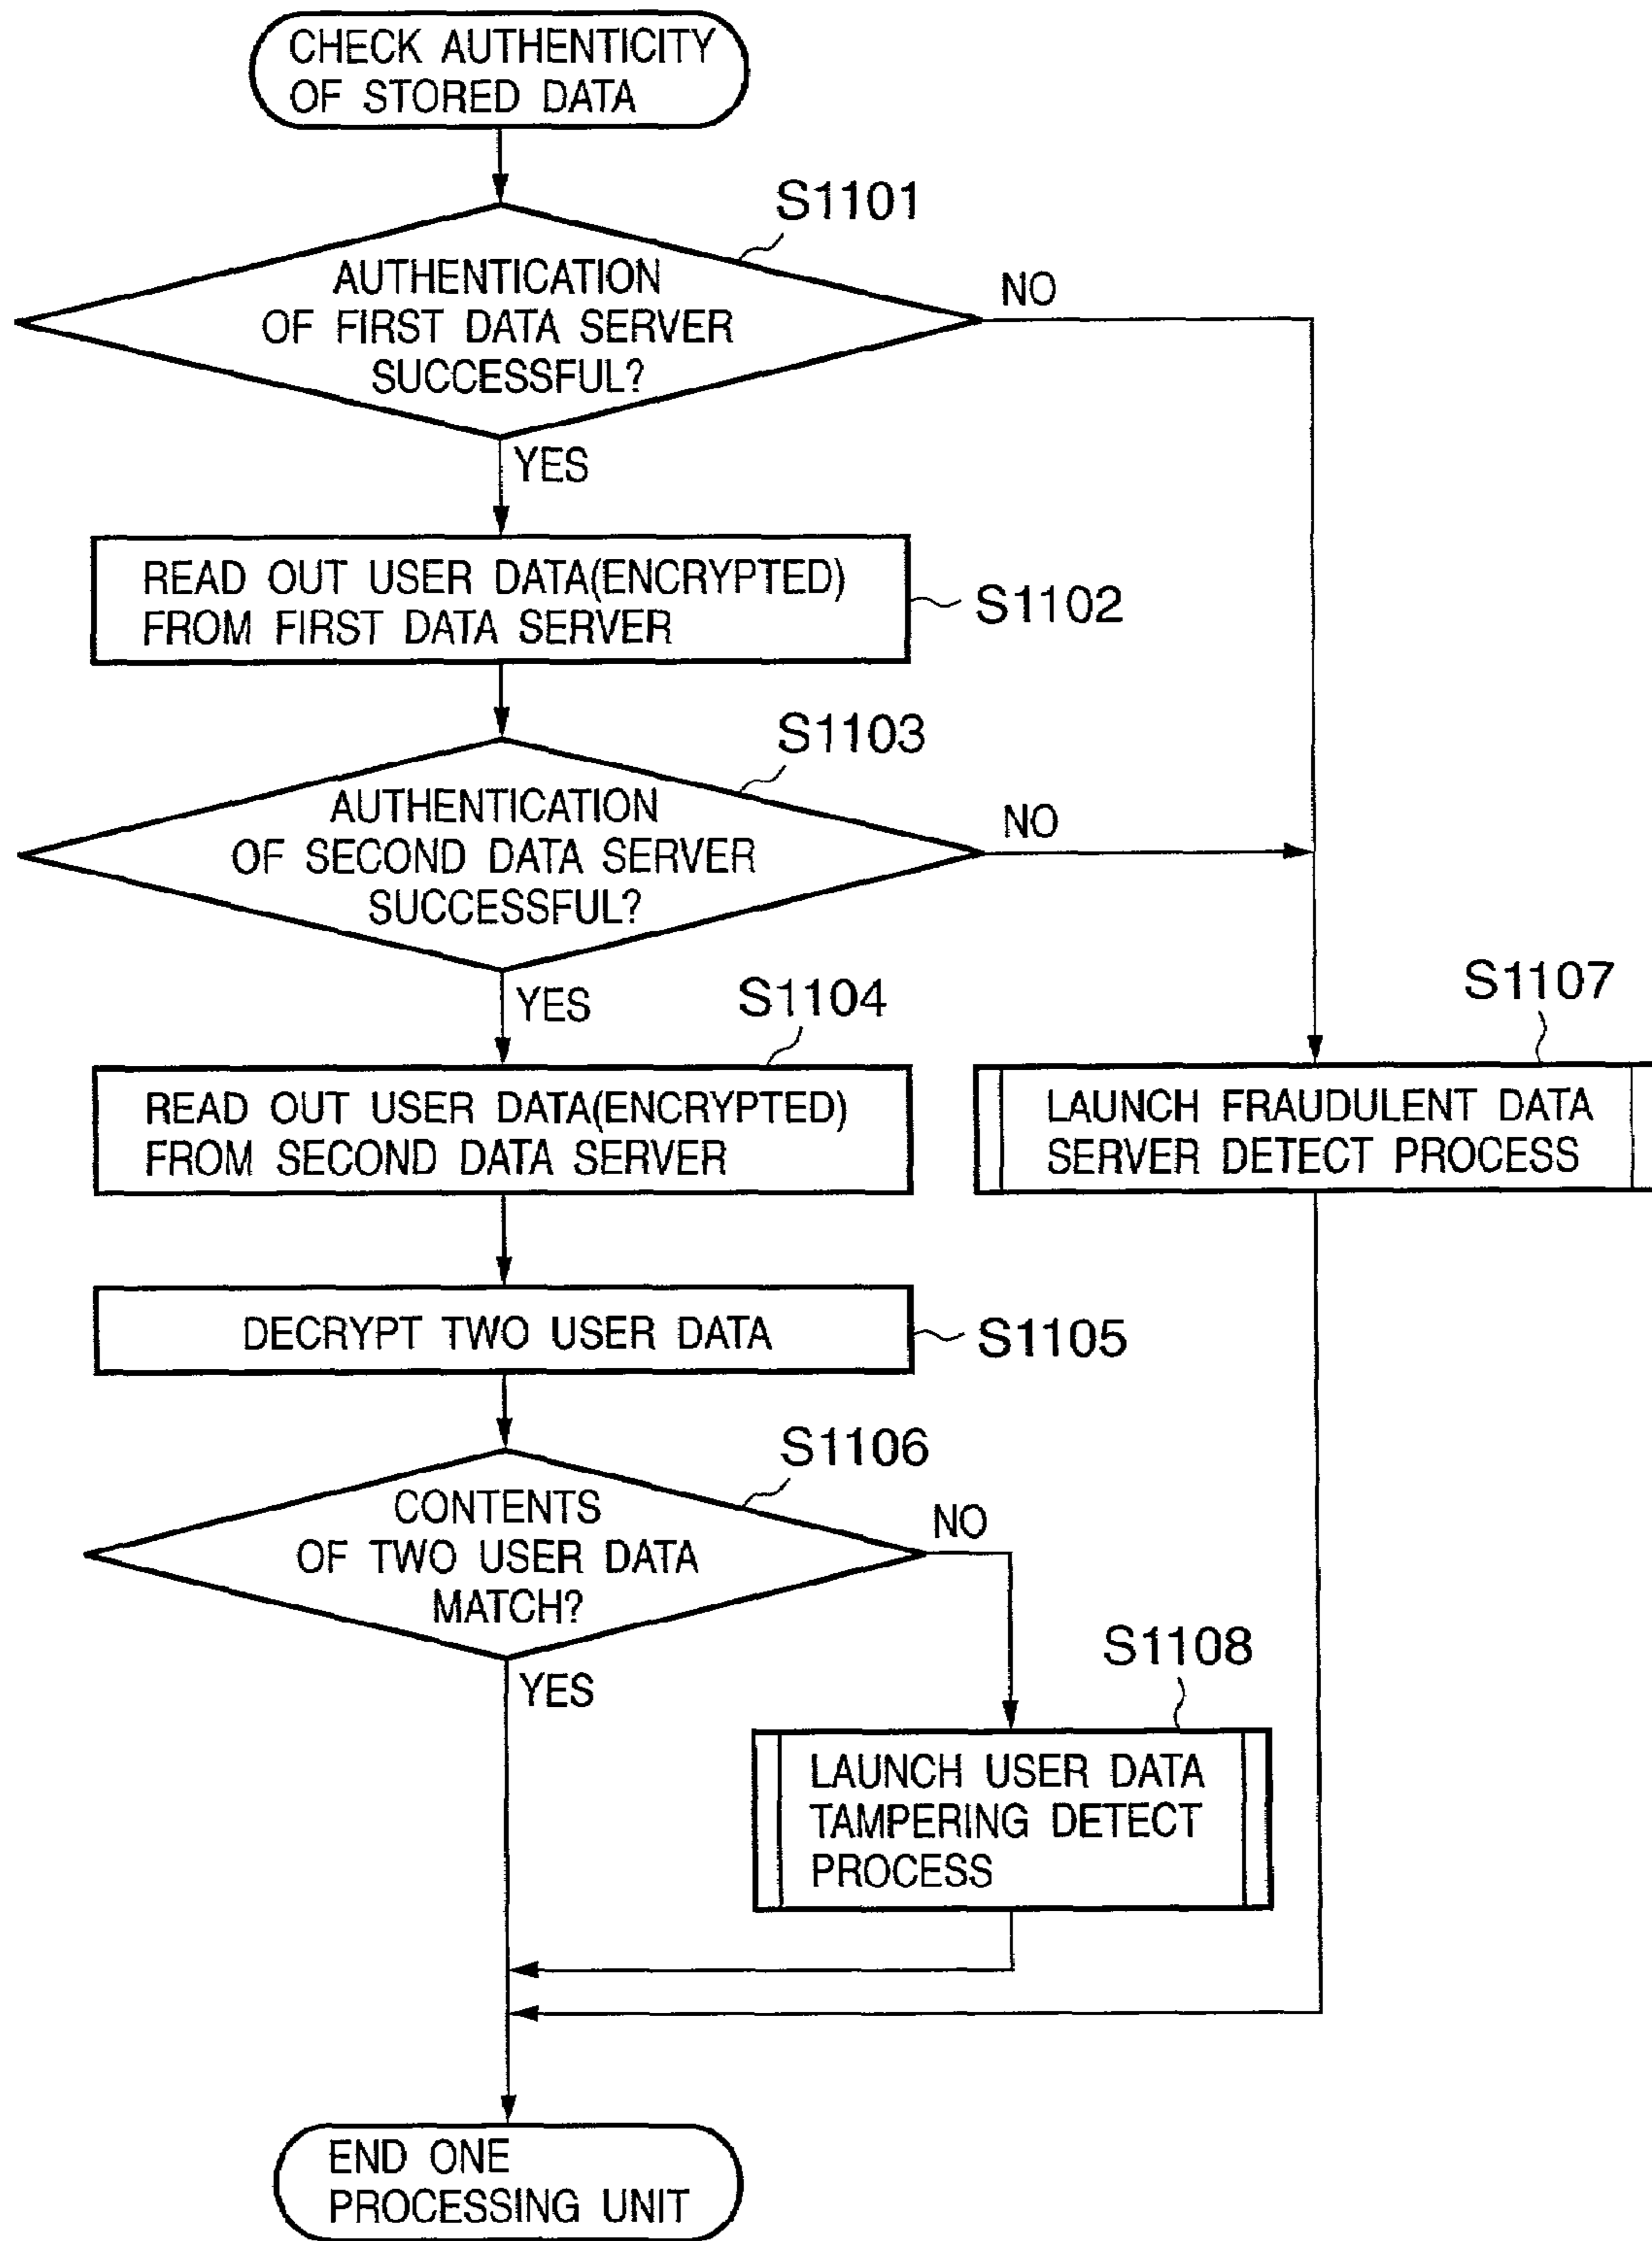 CHECK AUTHENTICITY
OF STORED DATA
S1101
AUTHENTICATION
OF FIRST DATA SERVER
SUCCESSFUL?
NO
YES
READ OUT USER DATA(ENCRYPTED)
FROM FIRST DATA SERVER
S1102
S1103
AUTHENTICATION
OF SECOND DATA SERVER
SUCCESSFUL?
NO
YES
S1104
READ OUT USER DATA(ENCRYPTED)
FROM SECOND DATA SERVER
S1107
LAUNCH FRAUDULENT DATA
SERVER DETECT PROCESS
DECRYPT TWO USER DATA
S1105
S1106
CONTENTS
OF TWO USER DATA
MATCH?
NO
YES
S1108
LAUNCH USER DATA
TAMPERING DETECT
PROCESS
END ONE
PROCESSING UNIT